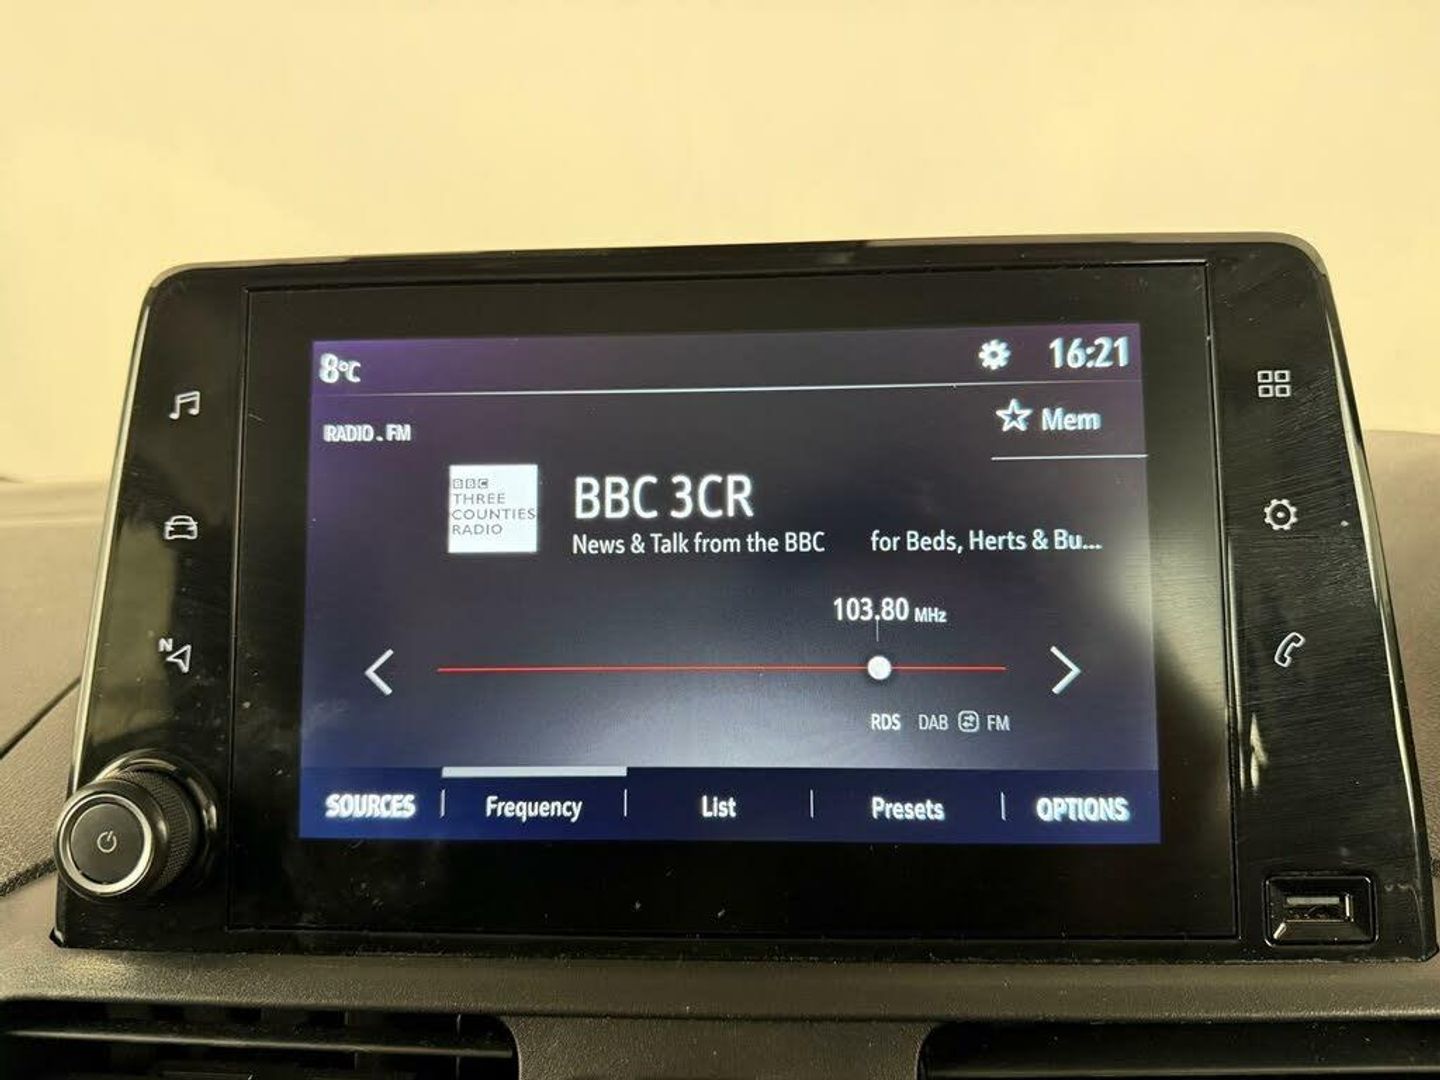 8°C
16:21
RADIO . FM
Mem
BBC
THREE
COUNTIES
RADIO
BBC 3CR
News & Talk from the BBC for Beds, Herts & Bu...
103.80 MHz
RDS DAB FM
N
SOURCES Frequency List Presets OPTIONS